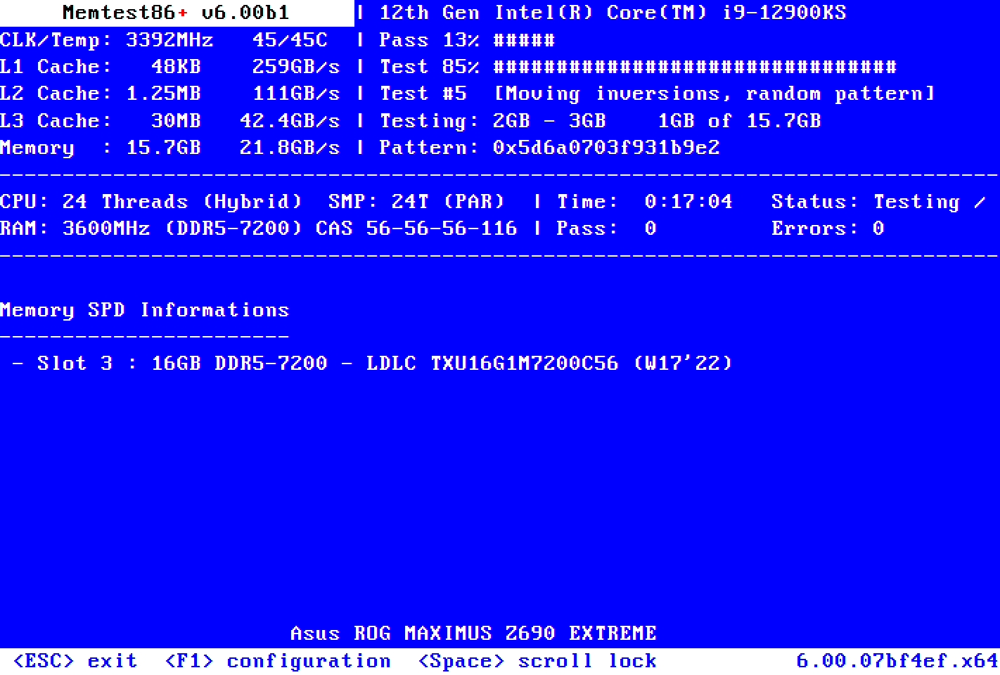 Memtest86+ v6.00b1 | 12th Gen Intel(R) Core(TM) i9-12900KS
CLK/Temp: 3392MHz 45/45C | Pass 13% #####
L1 Cache: 48KB 259GB/s | Test 85% ################################
L2 Cache: 1.25MB 111GB/s | Test #5 [Moving inversions, random pattern]
L3 Cache: 30MB 42.4GB/s | Testing: 2GB - 3GB 1GB of 15.7GB
Memory : 15.7GB 21.8GB/s | Pattern: 0x5d6a0703f931b9e2
-------------------------------------------------------------------------------
CPU: 24 Threads (Hybrid) SMP: 24T (PAR) | Time: 0:17:04 Status: Testing /
RAM: 3600MHz (DDR5-7200) CAS 56-56-56-116 | Pass: 0 Errors: 0
-------------------------------------------------------------------------------
Memory SPD Informations
-----------------------
- Slot 3 : 16GB DDR5-7200 - LDLC TXU16G1M7200C56 (W17'22)
Asus ROG MAXIMUS Z690 EXTREME
<ESC> exit <F1> configuration <Space> scroll lock 6.00.07bf4ef.x64